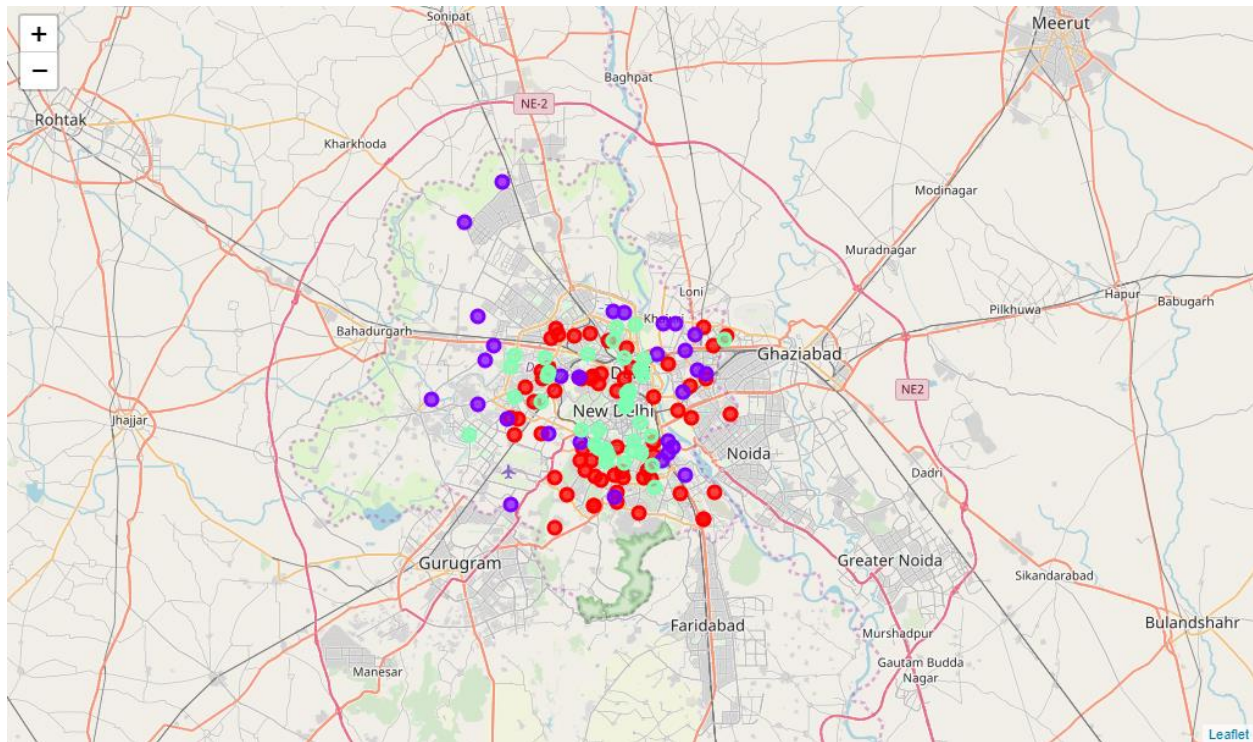 +
−
Sonipat
Meerut
Baghpat
NE-2
Rohtak
Kharkhoda
Modinagar
Muradnagar
Loni
Hapur
Babugarh
Pilkhuwa
Bahadurgarh
Ghaziabad
NE2
New Delhi
Jhajjar
Noida
Dadri
Gurugram
Greater Noida
Sikandarabad
Faridabad
Bulandshahr
Murshadpur
Manesar
Gautam Budda
Nagar
Leaflet